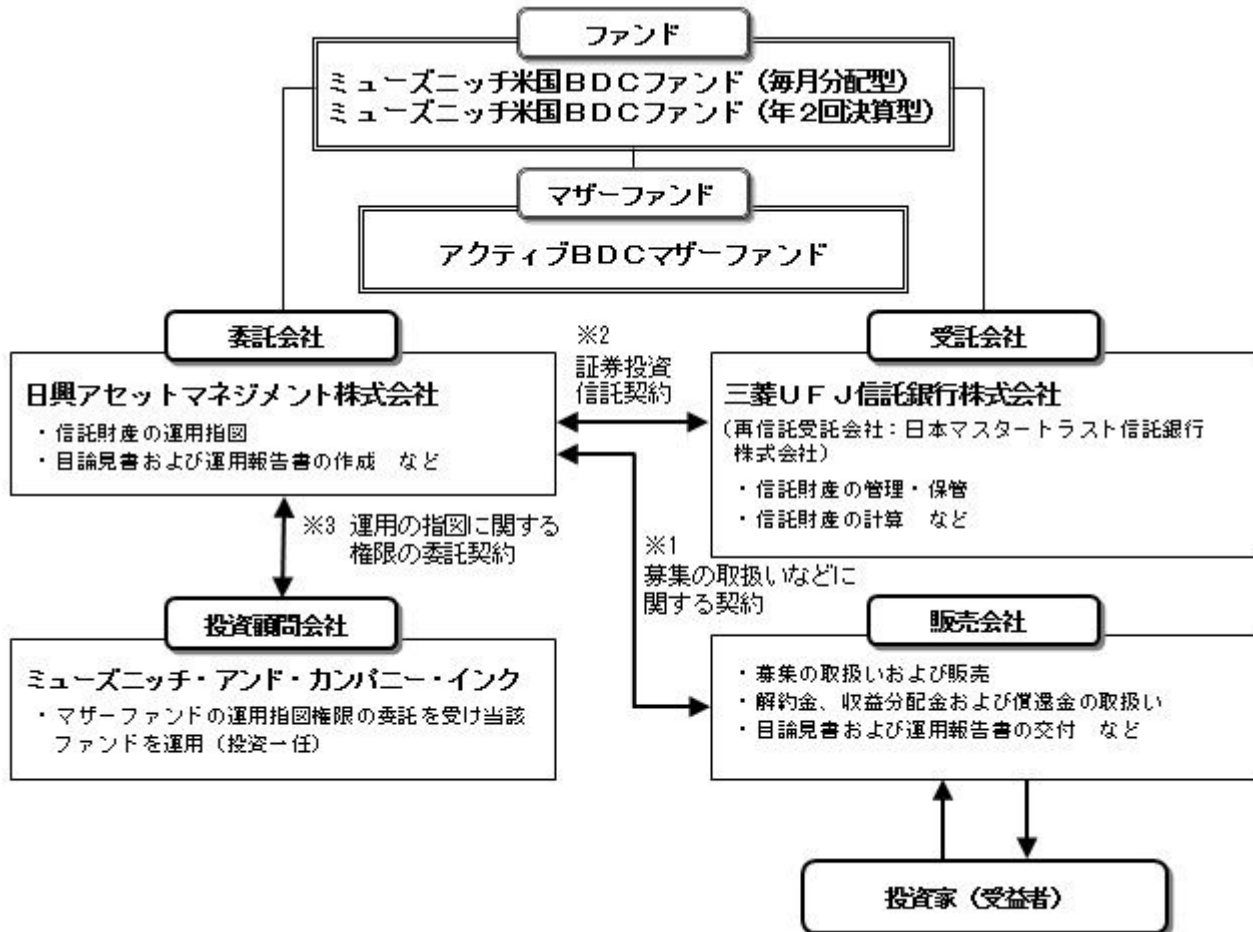 ファンド
ミューズニッチ米国BDCファンド(毎月分配型)
ミューズニッチ米国BDCファンド(年2回決算型)
マザーファンド
アクティブBDCマザーファンド
委託会社
日興アセットマネジメント株式会社
・信託財産の運用指図
・目論見書および運用報告書の作成 など
※2
証券投資
信託契約
受託会社
三菱UFJ信託銀行株式会社
(再信託受託会社:日本マスタートラスト信託銀行
株式会社)
・信託財産の管理・保管
・信託財産の計算 など
※3 運用の指図に関する
権限の委託契約
※1
募集の取扱いなどに
関する契約
投資顧問会社
ミューズニッチ・アンド・カンパニー・インク
・マザーファンドの運用指図権限の委託を受け当該
ファンドを運用(投資一任)
販売会社
・募集の取扱いおよび販売
・解約金、収益分配金および償還金の取扱い
・目論見書および運用報告書の交付 など
投資家(受益者)